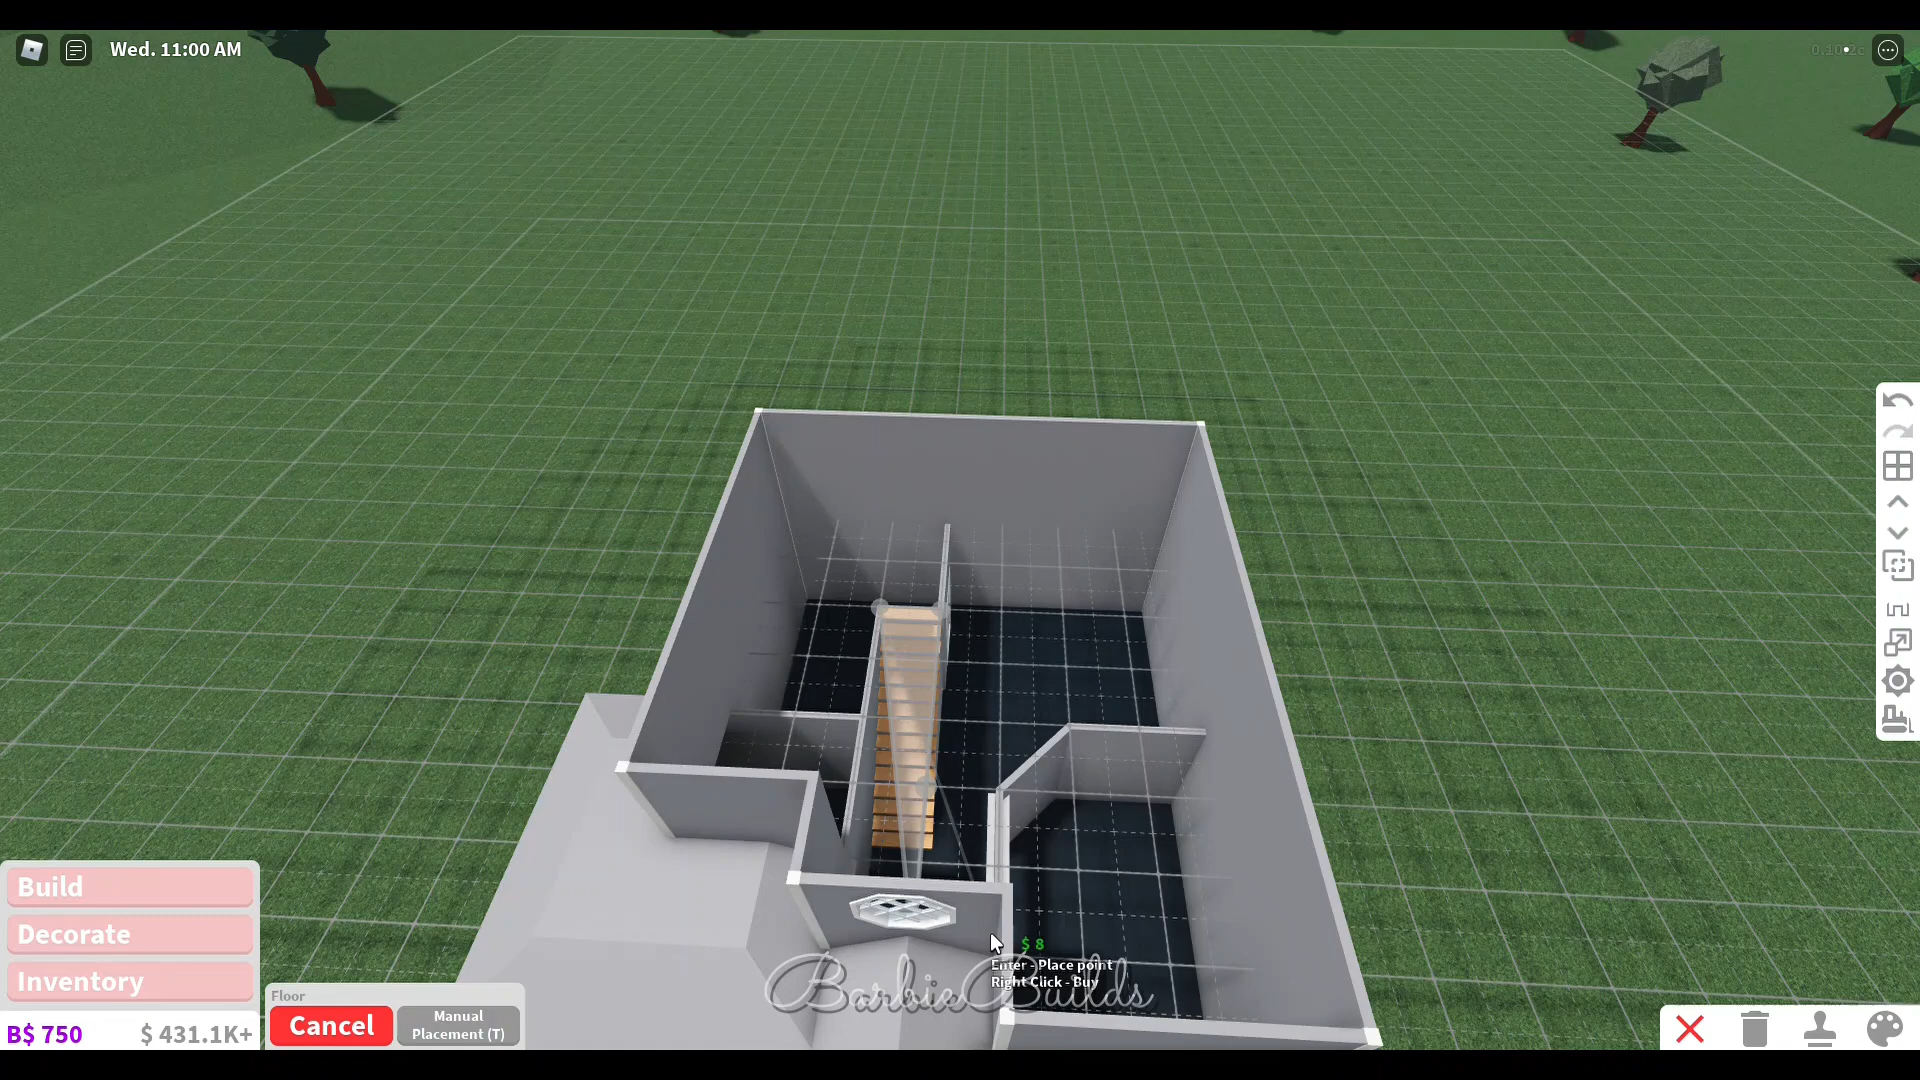 Wed. 11:00 AM
$ 8
Enter - Place point
Right Click - Buy
BarbieBuilds
Build
Decorate
Inventory
B$ 750
$ 431.1K+
Floor
Cancel
Manual
Placement (T)